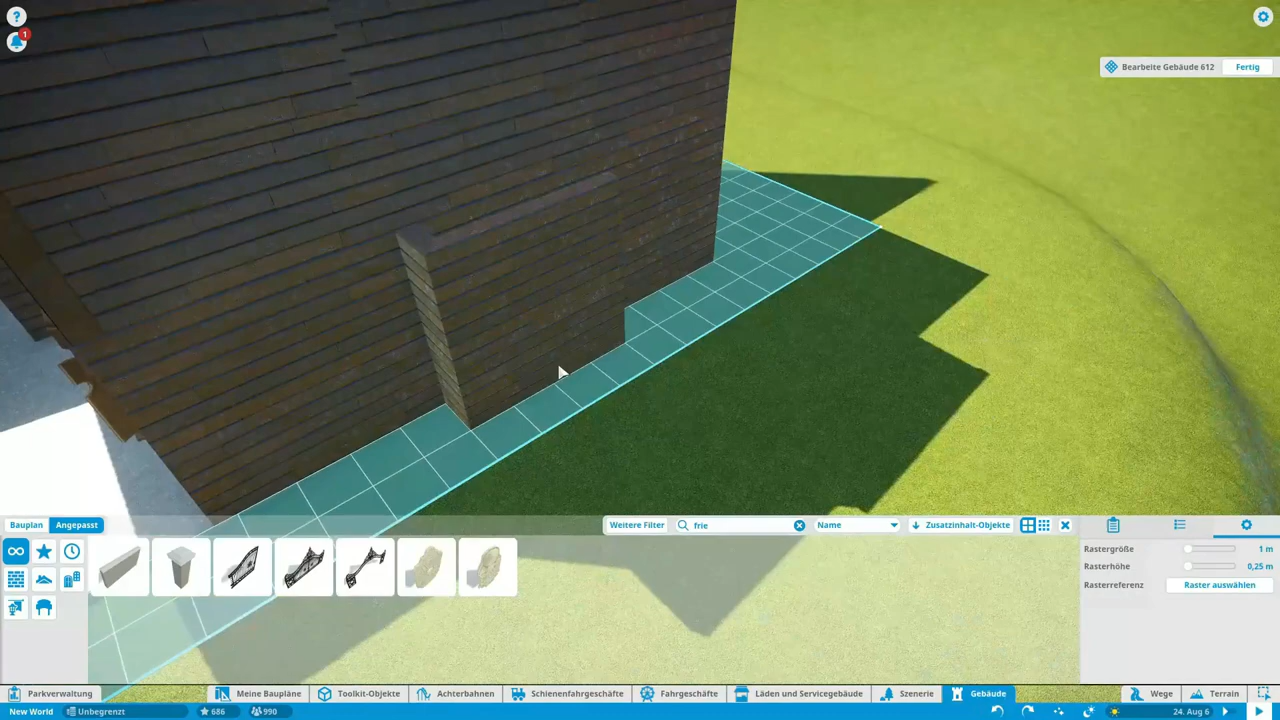 ?
1
Bearbeite Gebäude 612
Fertig
Bauplan
Angepasst
Weitere Filter
frie
Name
Zusatzinhalt-Objekte
Rastergröße
1 m
Rasterhöhe
0,25 m
Rasterreferenz
Raster auswählen
Parkverwaltung
Meine Baupläne
Toolkit-Objekte
Achterbahnen
Schienenfahrgeschäfte
Fahrgeschäfte
Läden und Servicegebäude
Szenerie
Gebäude
Wege
Terrain
New World
Unbegrenzt
686
990
24. Aug 6